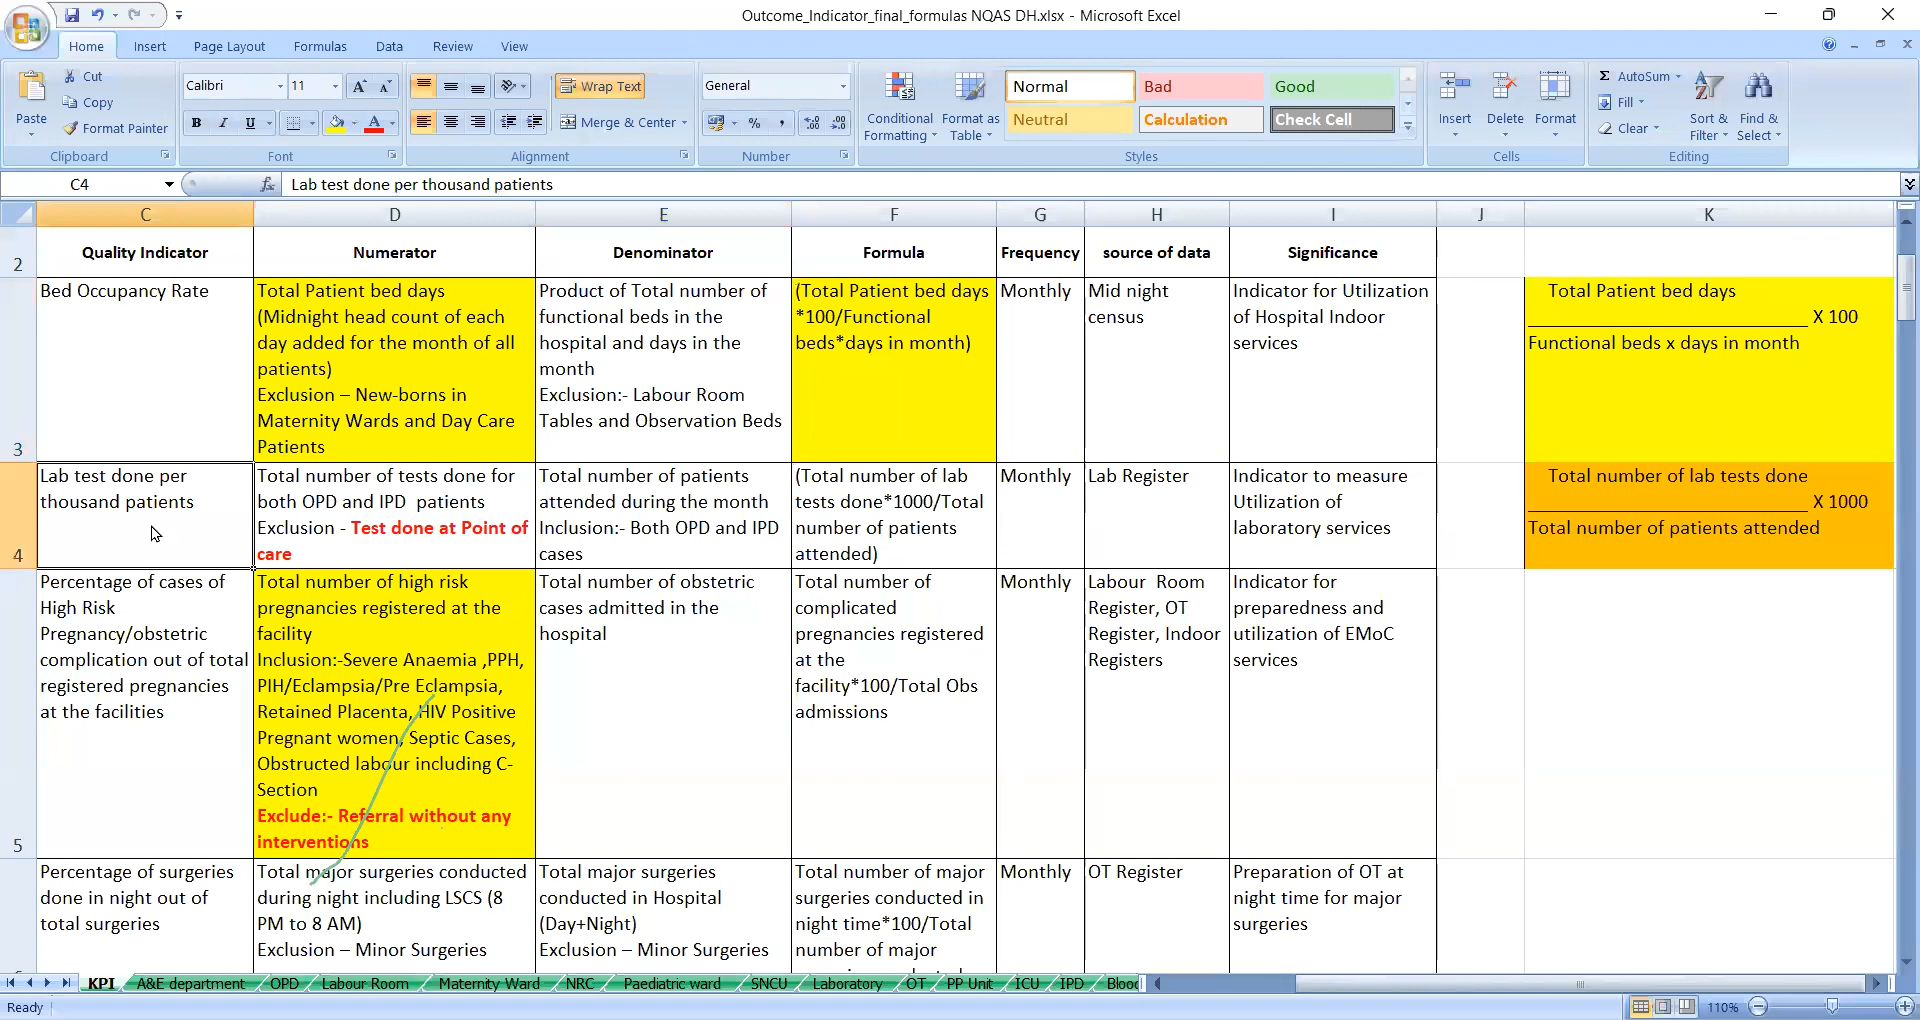 Outcome_Indicator_final_formulas NQAS DH.xlsx - Microsoft Excel
Home Insert Page Layout Formulas Data Review View
Paste
Cut
Copy
Format Painter
Clipboard
Calibri 11
B I U
Font
Wrap Text
Merge & Center
Alignment
General
Number
Conditional Formatting
Format as Table
Normal Bad Good
Neutral Calculation Check Cell
Styles
Insert Delete Format
Cells
AutoSum
Fill
Clear
Sort & Filter
Find & Select
Editing
C4 fx Lab test done per thousand patients
C D E F G H I J K
2
Quality Indicator
Numerator
Denominator
Formula
Frequency
source of data
Significance
3
Bed Occupancy Rate
Total Patient bed days
(Midnight head count of each
day added for the month of all
patients)
Exclusion – New-borns in
Maternity Wards and Day Care
Patients
Product of Total number of
functional beds in the
hospital and days in the
month
Exclusion:- Labour Room
Tables and Observation Beds
(Total Patient bed days
*100/Functional
beds*days in month)
Monthly
Mid night
census
Indicator for Utilization
of Hospital Indoor
services
Total Patient bed days
X 100
Functional beds x days in month
4
Lab test done per
thousand patients
Total number of tests done for
both OPD and IPD patients
Exclusion - Test done at Point of
care
Total number of patients
attended during the month
Inclusion:- Both OPD and IPD
cases
(Total number of lab
tests done*1000/Total
number of patients
attended)
Monthly
Lab Register
Indicator to measure
Utilization of
laboratory services
Total number of lab tests done
X 1000
Total number of patients attended
5
Percentage of cases of
High Risk
Pregnancy/obstetric
complication out of total
registered pregnancies
at the facilities
Total number of high risk
pregnancies registered at the
facility
Inclusion:-Severe Anaemia ,PPH,
PIH/Eclampsia/Pre Eclampsia,
Retained Placenta, HIV Positive
Pregnant women, Septic Cases,
Obstructed labour including C-
Section
Exclude:- Referral without any
interventions
Total number of obstetric
cases admitted in the
hospital
Total number of
complicated
pregnancies registered
at the
facility*100/Total Obs
admissions
Monthly
Labour Room
Register, OT
Register, Indoor
Registers
Indicator for
preparedness and
utilization of EMoC
services
Percentage of surgeries
done in night out of
total surgeries
Total major surgeries conducted
during night including LSCS (8
PM to 8 AM)
Exclusion – Minor Surgeries
Total major surgeries
conducted in Hospital
(Day+Night)
Exclusion – Minor Surgeries
Total number of major
surgeries conducted in
night time*100/Total
number of major
Monthly
OT Register
Preparation of OT at
night time for major
surgeries
KPI A&E department OPD Labour Room Maternity Ward NRC Paediatric ward SNCU Laboratory OT PP Unit ICU IPD Blood
Ready
110%